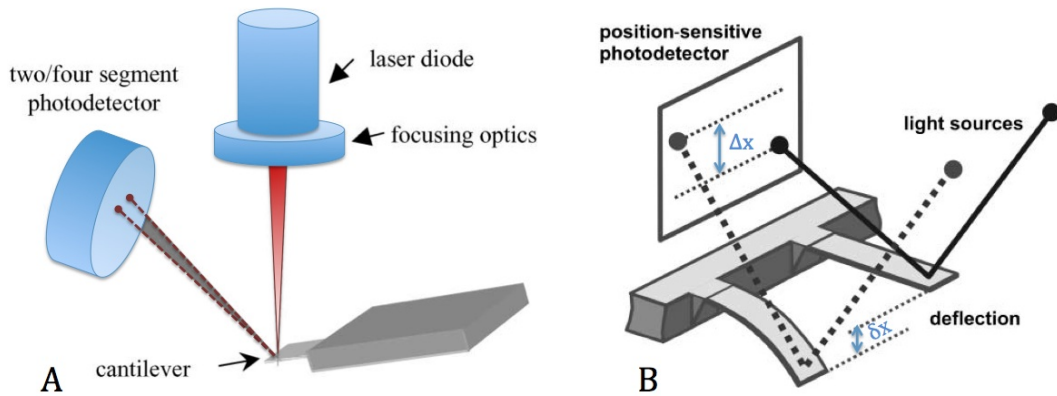 laser diode
two/four segment
photodetector
focusing optics
cantilever
A
position-sensitive
photodetector
light sources
Δx
deflection
δx
B